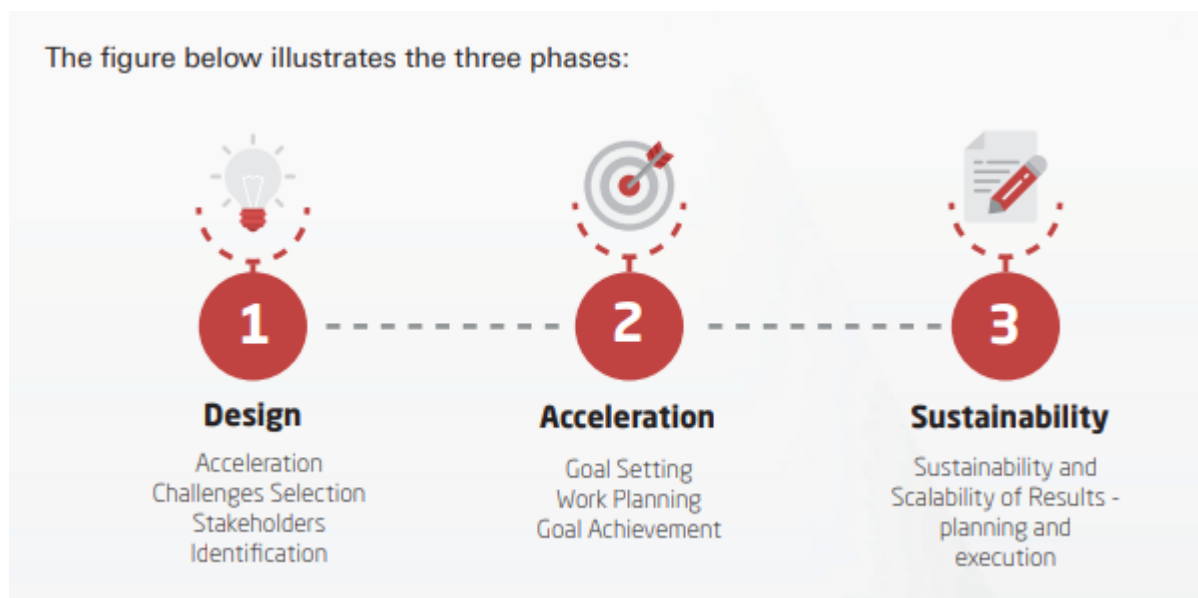 The figure below illustrates the three phases:
1
2
3
Design
Acceleration
Challenges Selection
Stakeholders
Identification
Acceleration
Goal Setting
Work Planning
Goal Achievement
Sustainability
Sustainability and
Scalability of Results -
planning and
execution